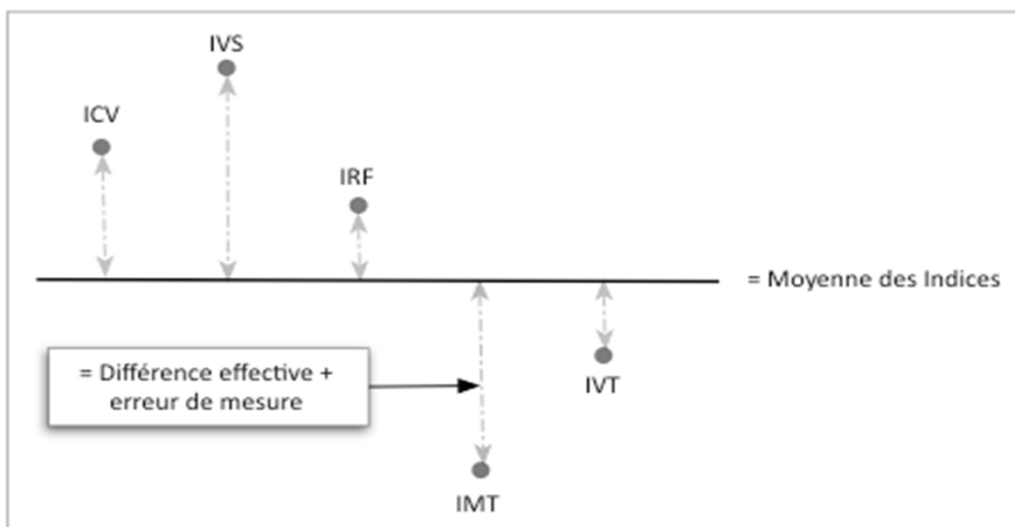 IVS
ICV
IRF
= Moyenne des Indices
= Différence effective +
erreur de mesure
IVT
IMT